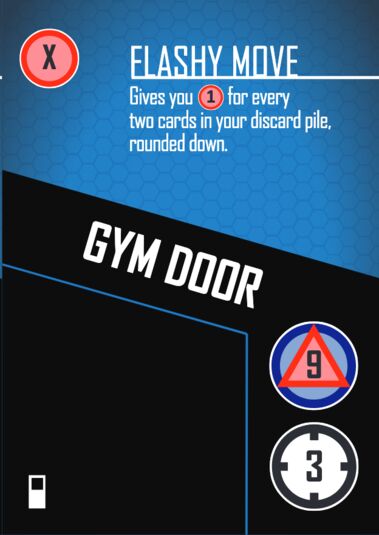 X
FLASHY MOVE
Gives you 1 for every
two cards in your discard pile,
rounded down.
GYM DOOR
9
3